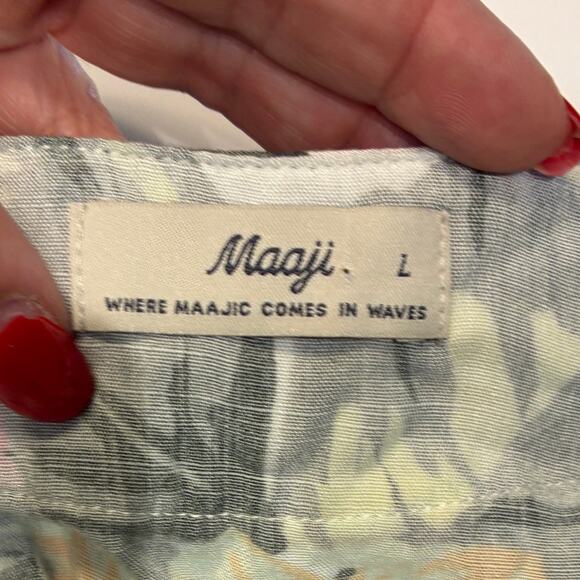 Maaji. L
WHERE MAAJIC COMES IN WAVES